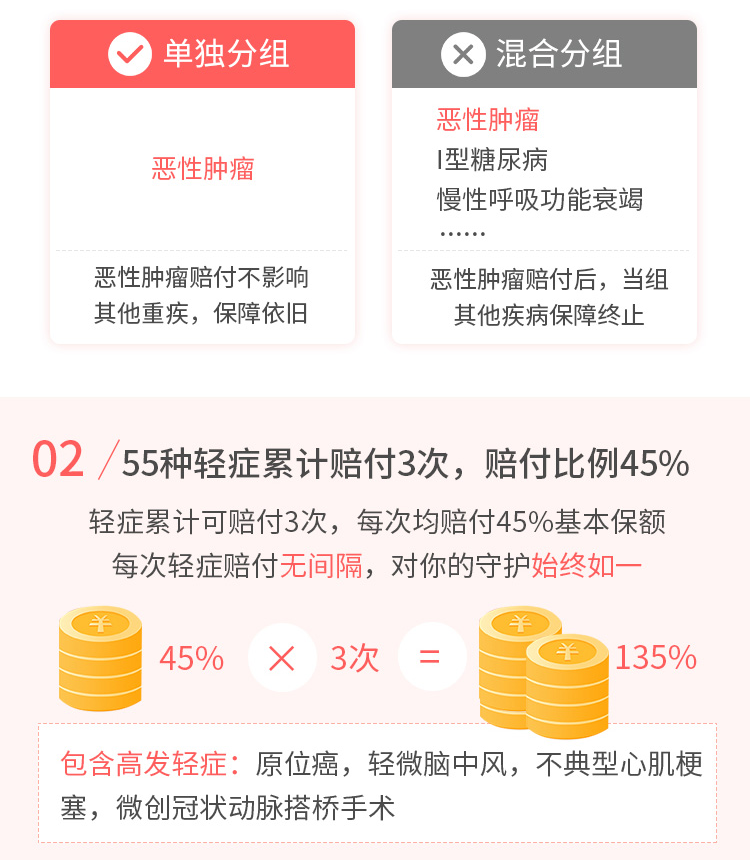 单独分组
恶性肿瘤
恶性肿瘤赔付不影响
其他重疾，保障依旧
混合分组
恶性肿瘤
I型糖尿病
慢性呼吸功能衰竭
······
恶性肿瘤赔付后，当组
其他疾病保障终止
02 / 55种轻症累计赔付3次，赔付比例45%
轻症累计可赔付3次，每次均赔付45%基本保额
每次轻症赔付无间隔，对你的守护始终如一
45% × 3次 = 135%
包含高发轻症：原位癌，轻微脑中风，不典型心肌梗
塞，微创冠状动脉搭桥手术